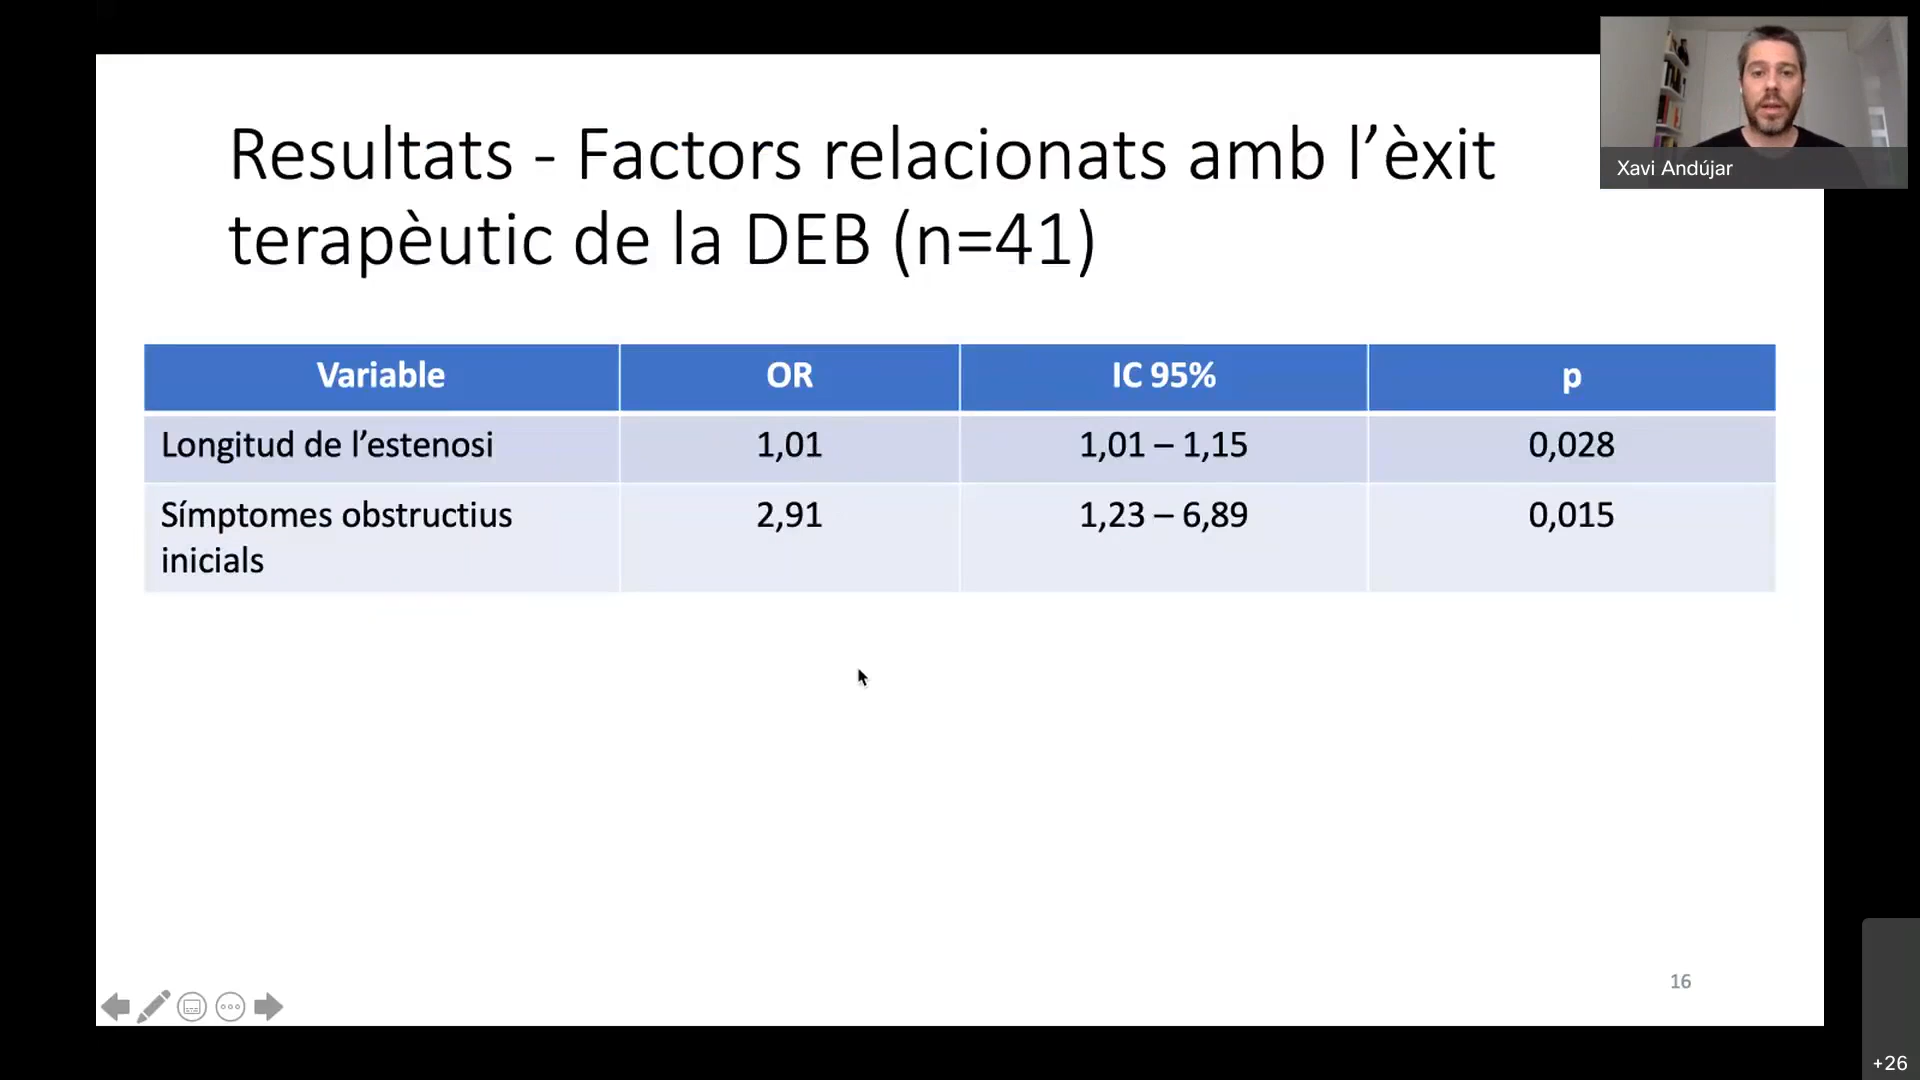 Resultats - Factors relacionats amb l’èxit
terapèutic de la DEB (n=41)
Xavi Andújar
Variable OR IC 95% p
Longitud de l’estenosi 1,01 1,01 – 1,15 0,028
Símptomes obstructius 2,91 1,23 – 6,89 0,015
inicials
16
+26